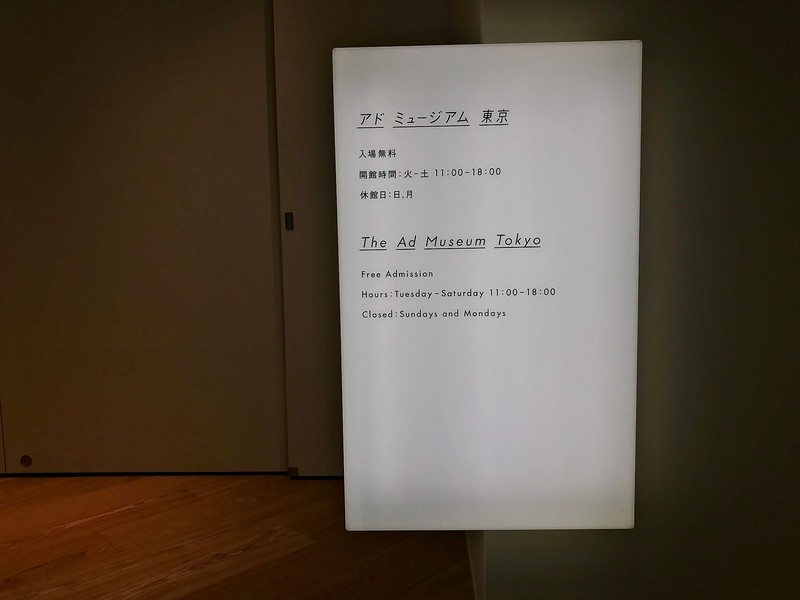 アド ミュージアム 東京
入場無料
開館時間：火－土 11：00－18：00
休館日：日、月
The Ad Museum Tokyo
Free Admission
Hours：Tuesday－Saturday 11：00－18：00
Closed：Sundays and Mondays